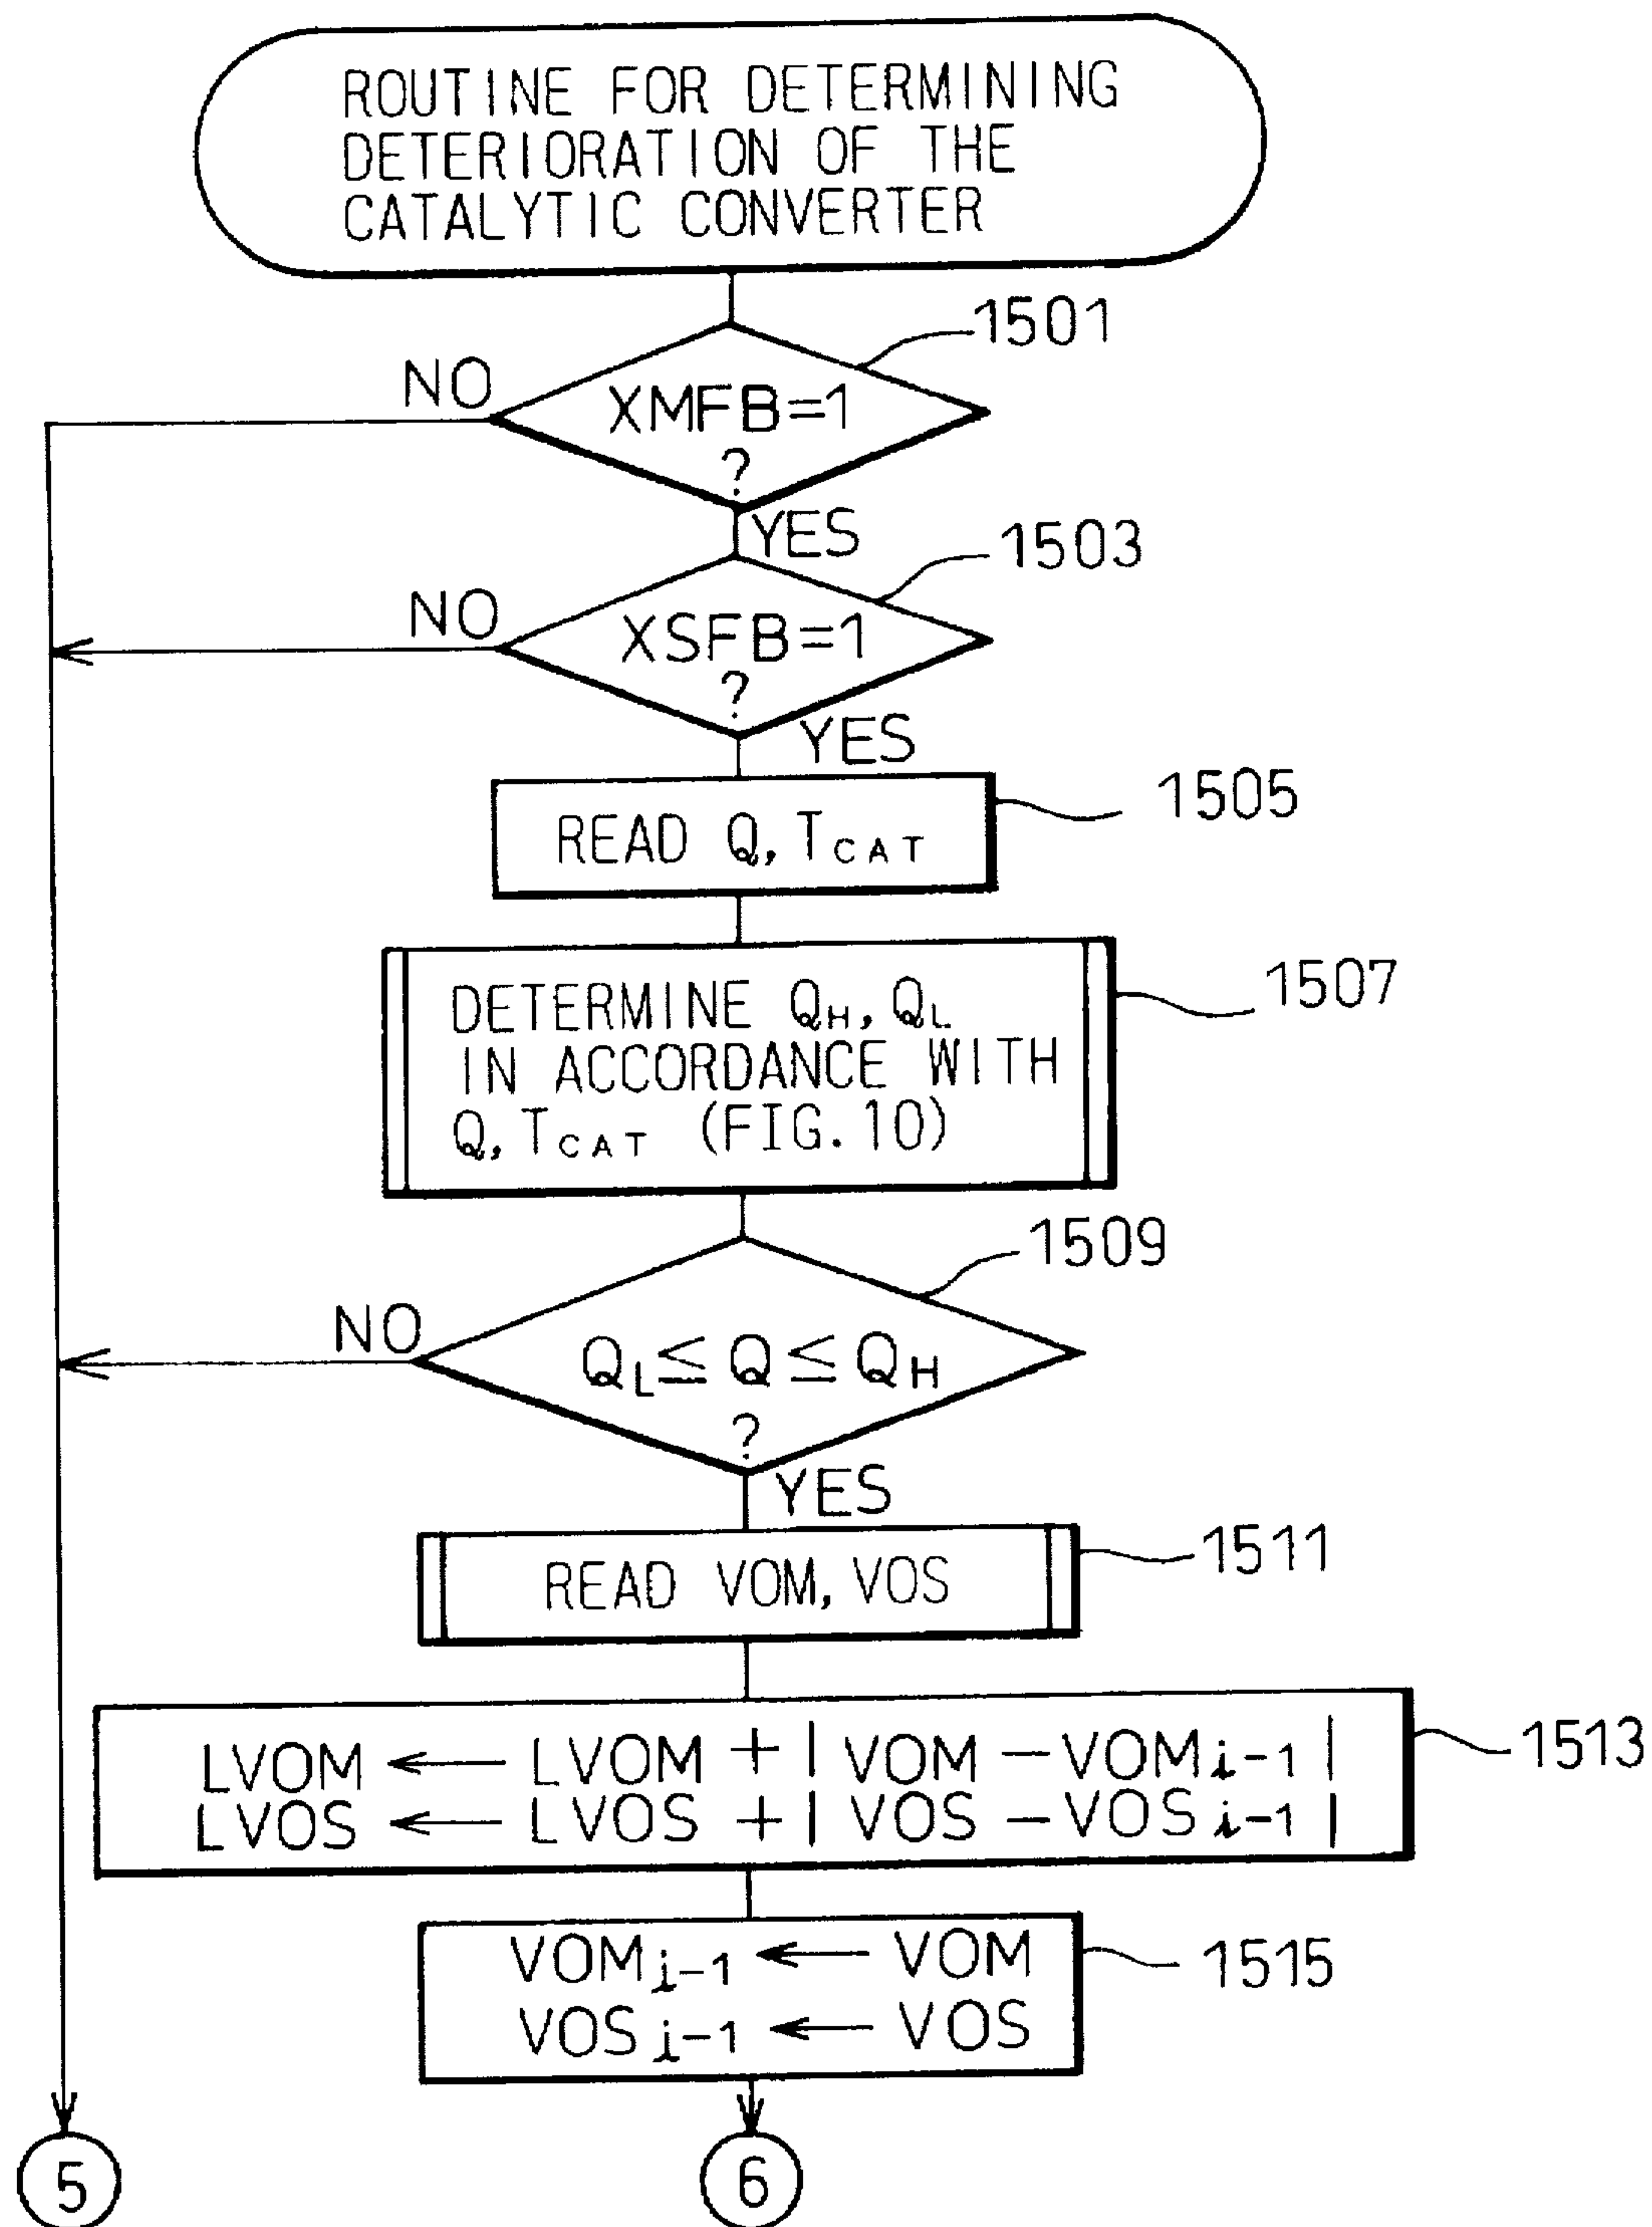 ROUTINE FOR DETERMINING
DETERIORATION OF THE
CATALYTIC CONVERTER
1501
NO
XMFB=1
?
YES
1503
NO
XSFB=1
?
YES
1505
READ Q, TCAT
1507
DETERMINE QH, QL
IN ACCORDANCE WITH
Q, TCAT (FIG.10)
1509
NO
QL≤Q≤QH
?
YES
1511
READ VOM, VOS
1513
LVOM ← LVOM + | VOM − VOMi-1 |
LVOS ← LVOS + | VOS − VOSi-1 |
1515
VOMi-1 ← VOM
VOSi-1 ← VOS
5
6